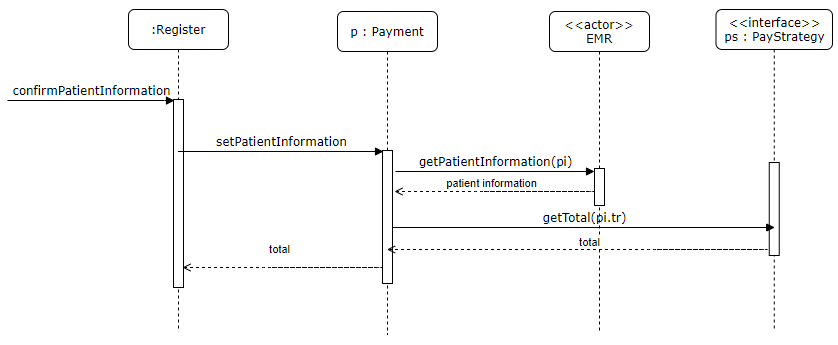 :Register
p : Payment
<<actor>>
EMR
<<interface>>
ps : PayStrategy
confirmPatientInformation
setPatientInformation
getPatientInformation(pi)
patient information
getTotal(pi.tr)
total
total